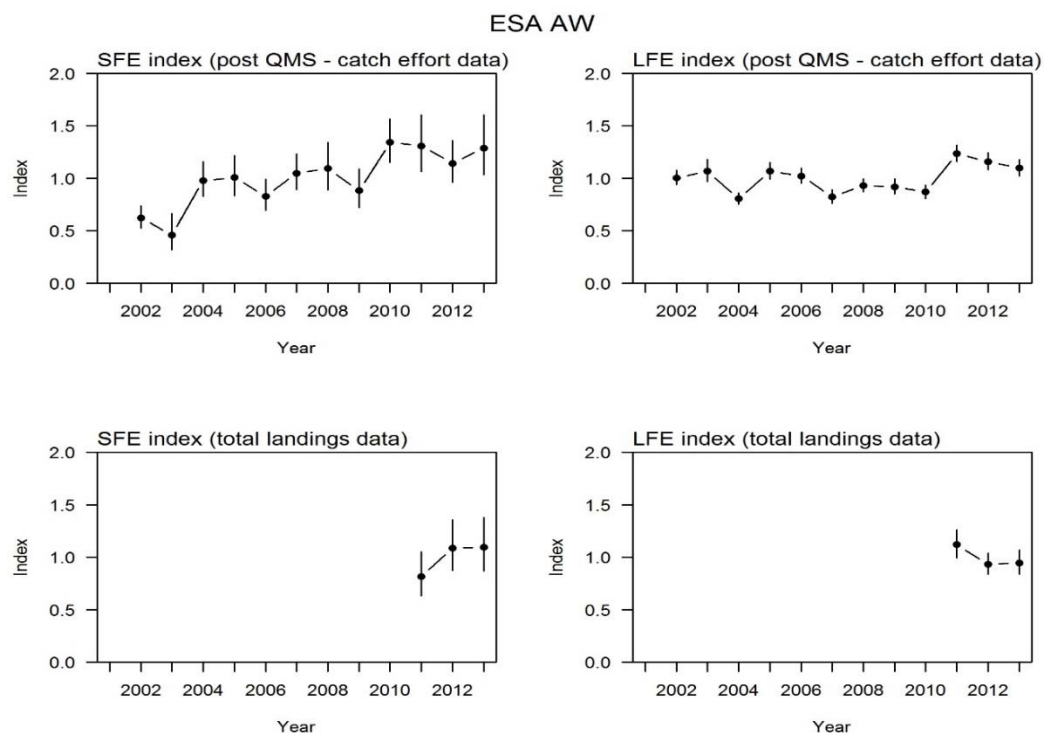 ESA AW
SFE index (post QMS - catch effort data)
2.0
1.5
1.0
0.5
0.0
Index
2002 2004 2006 2008 2010 2012
Year
LFE index (post QMS - catch effort data)
2.0
1.5
1.0
0.5
0.0
Index
2002 2004 2006 2008 2010 2012
Year
SFE index (total landings data)
2.0
1.5
1.0
0.5
0.0
Index
2002 2004 2006 2008 2010 2012
Year
LFE index (total landings data)
2.0
1.5
1.0
0.5
0.0
Index
2002 2004 2006 2008 2010 2012
Year